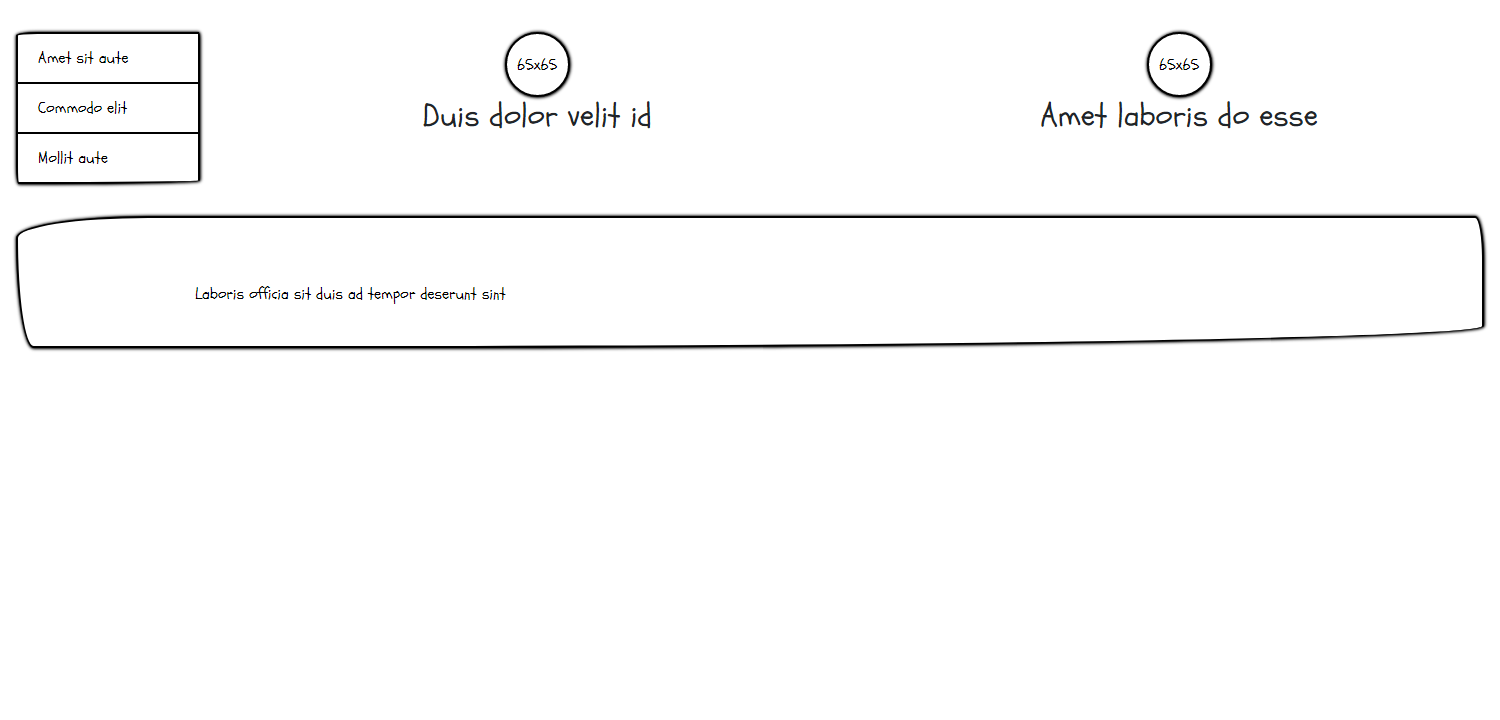 Amet sit aute
Commodo elit
Mollit aute
65x65
Duis dolor velit id
65x65
Amet laboris do esse
Laboris officia sit duis ad tempor deserunt sint